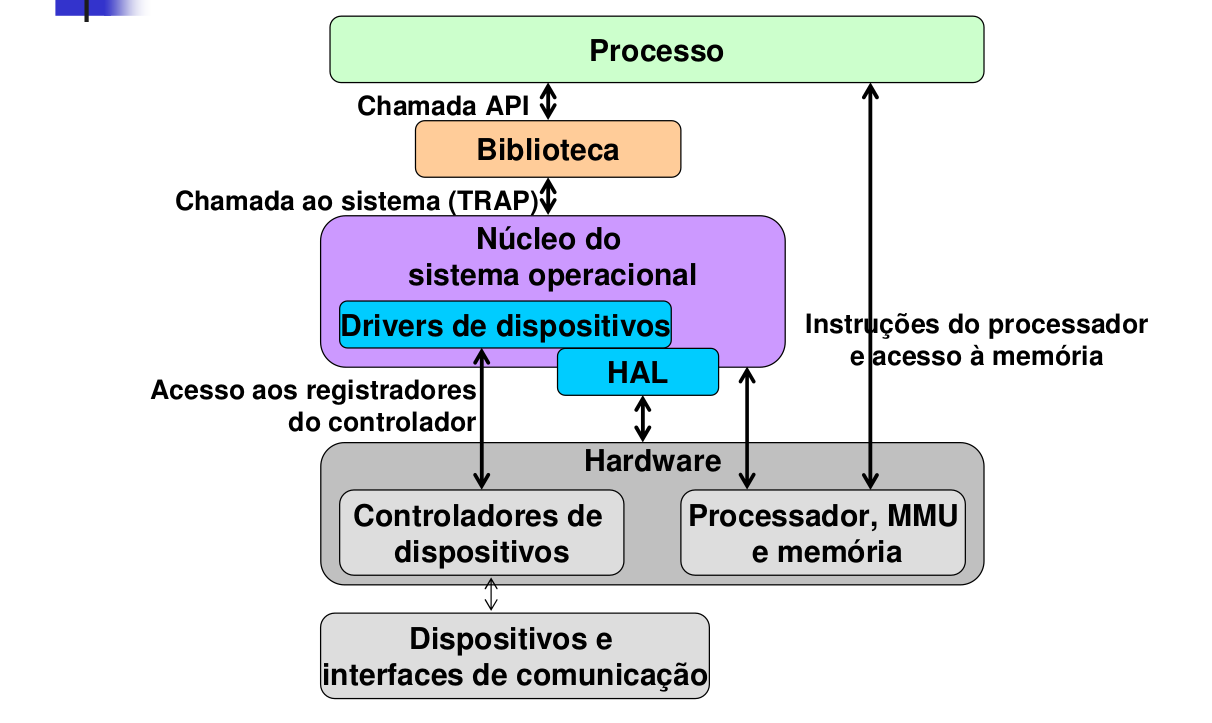 Processo
Chamada API
Biblioteca
Chamada ao sistema (TRAP)
Núcleo do
sistema operacional
Drivers de dispositivos
Instruções do processador
e acesso à memória
HAL
Acesso aos registradores
do controlador
Hardware
Controladores de
dispositivos
Processador, MMU
e memória
Dispositivos e
interfaces de comunicação